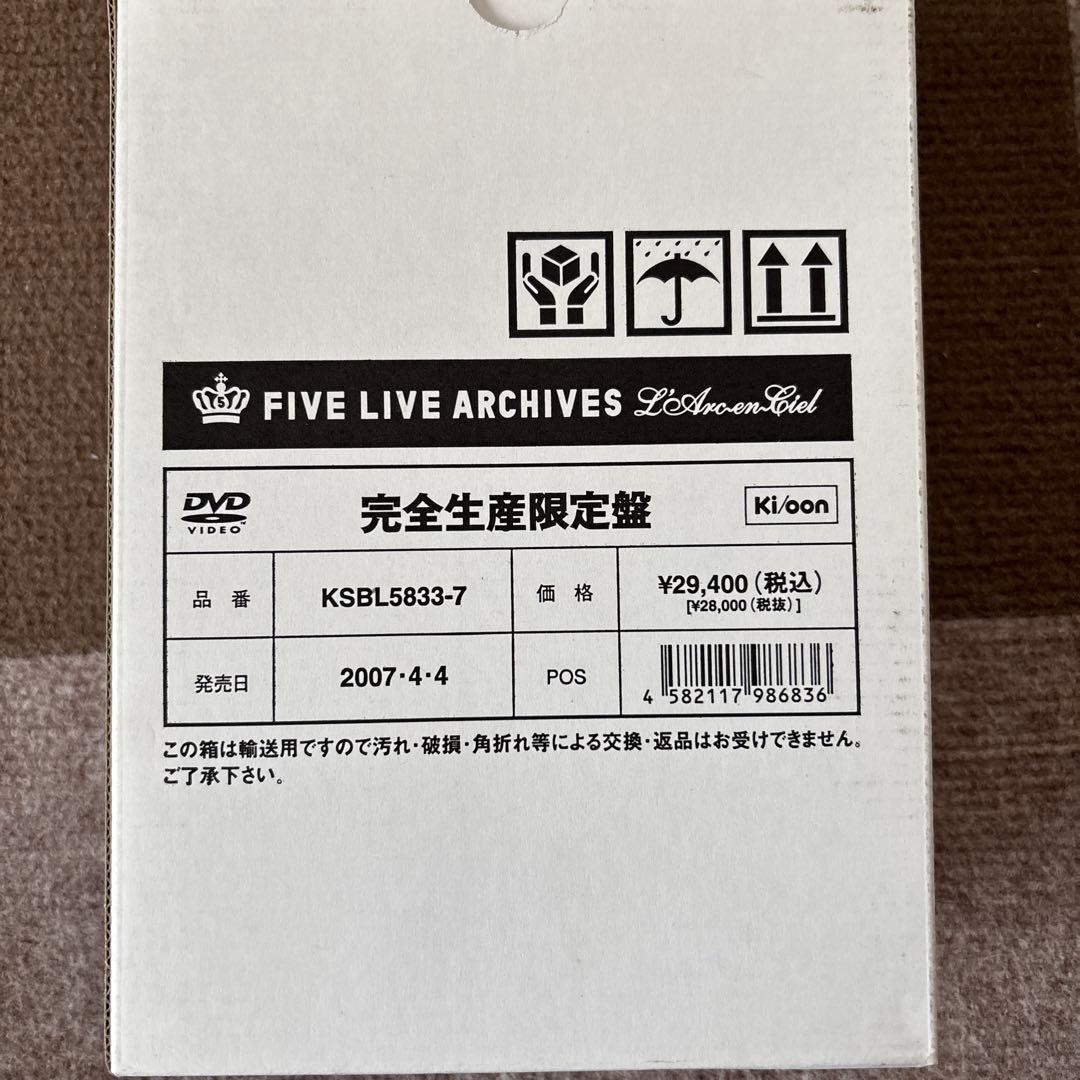 5 FIVE LIVE ARCHIVES L'Arc~en~Ciel
DVD VIDEO TM 完全生産限定盤 Ki/oon
品 番 KSBL5833-7 価 格 ¥29,400(税込)
[¥28,000(税抜)]
発売日 2007・4・4 POS 4 582117 986836
この箱は輸送用ですので汚れ・破損・角折れ等による交換・返品はお受けできません。
ご了承下さい。